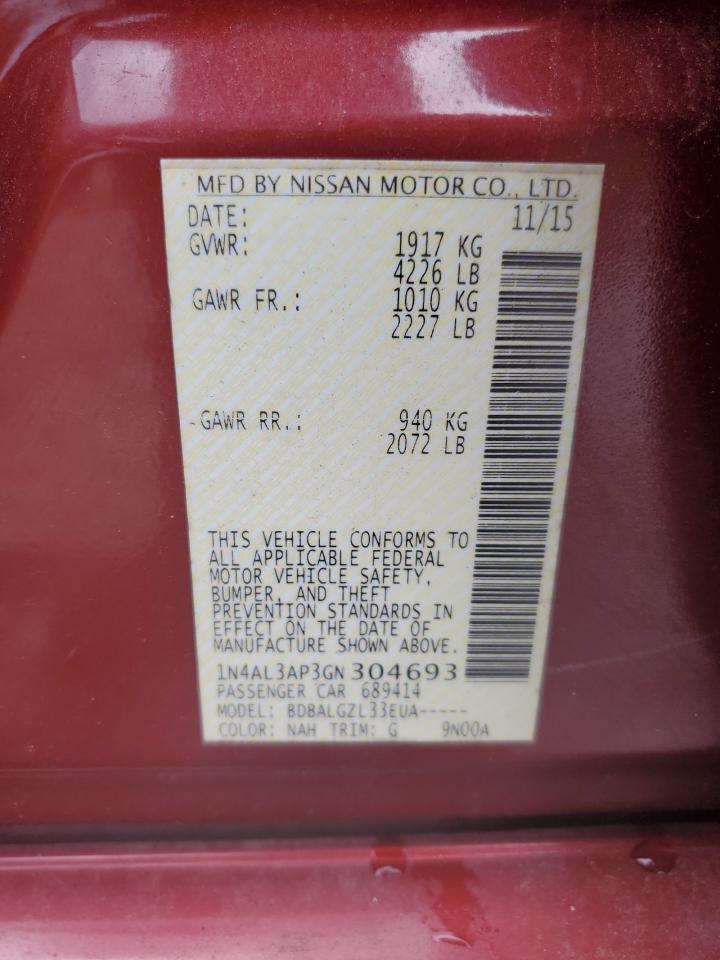 MFD BY NISSAN MOTOR CO., LTD.
DATE: 11/15
GVWR: 1917 KG
4226 LB
GAWR FR.: 1010 KG
2227 LB
GAWR RR.: 940 KG
2072 LB
THIS VEHICLE CONFORMS TO
ALL APPLICABLE FEDERAL
MOTOR VEHICLE SAFETY,
BUMPER, AND THEFT
PREVENTION STANDARDS IN
EFFECT ON THE DATE OF
MANUFACTURE SHOWN ABOVE.
1N4AL3AP3GN304693
PASSENGER CAR 689414
MODEL: BDBALGZL33EUA-----
COLOR: NAH TRIM: G 9N00A